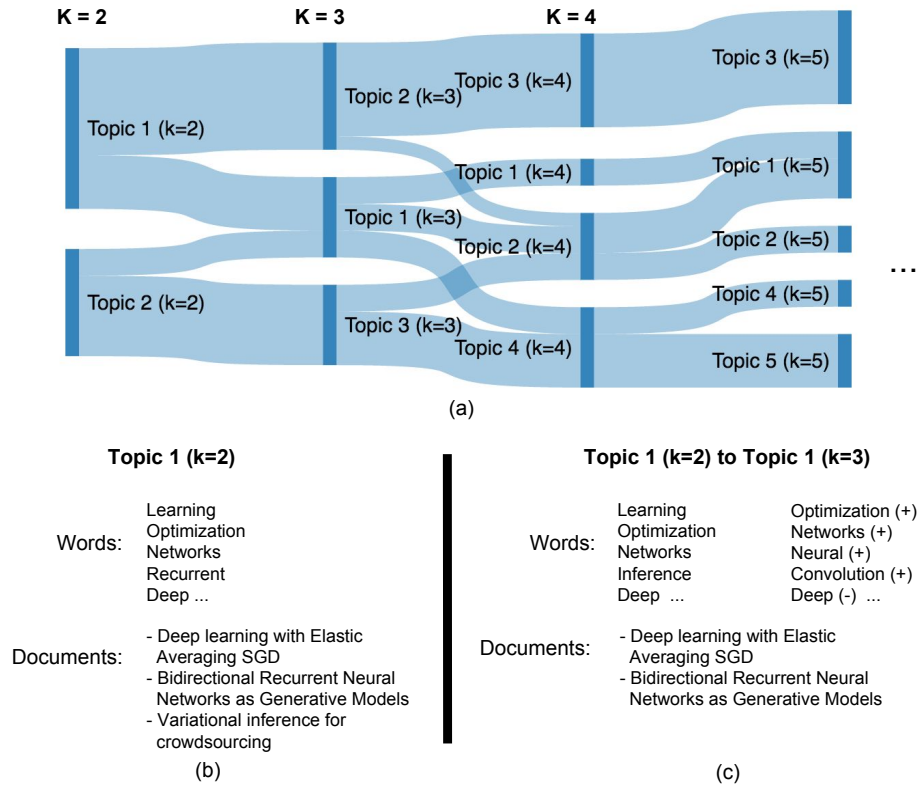 K = 2
K = 3
K = 4
Topic 1 (k=2)
Topic 2 (k=2)
Topic 2 (k=3)
Topic 1 (k=3)
Topic 3 (k=3)
Topic 3 (k=4)
Topic 1 (k=4)
Topic 2 (k=4)
Topic 4 (k=4)
Topic 3 (k=5)
Topic 1 (k=5)
Topic 2 (k=5)
Topic 4 (k=5)
Topic 5 (k=5)
...
(a)
Topic 1 (k=2)
Words:
Learning
Optimization
Networks
Recurrent
Deep ...
Documents:
- Deep learning with Elastic
Averaging SGD
- Bidirectional Recurrent Neural
Networks as Generative Models
- Variational inference for
crowdsourcing
(b)
Topic 1 (k=2) to Topic 1 (k=3)
Words:
Learning
Optimization
Networks
Inference
Deep ...
Optimization (+)
Networks (+)
Neural (+)
Convolution (+)
Deep (-) ...
Documents:
- Deep learning with Elastic
Averaging SGD
- Bidirectional Recurrent Neural
Networks as Generative Models
(c)